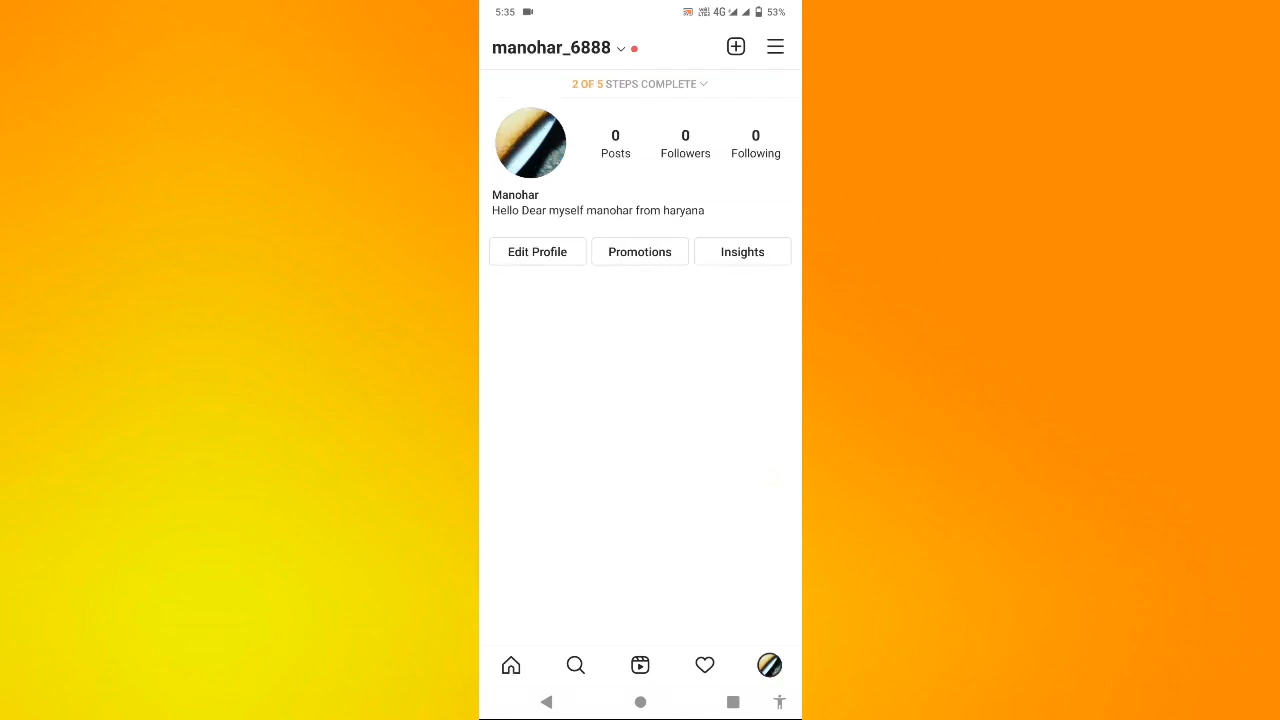 5:35 4G 53%
manohar_6888
2 OF 5 STEPS COMPLETE
0 0 0
Posts Followers Following
Manohar
Hello Dear myself manohar from haryana
Edit Profile Promotions Insights